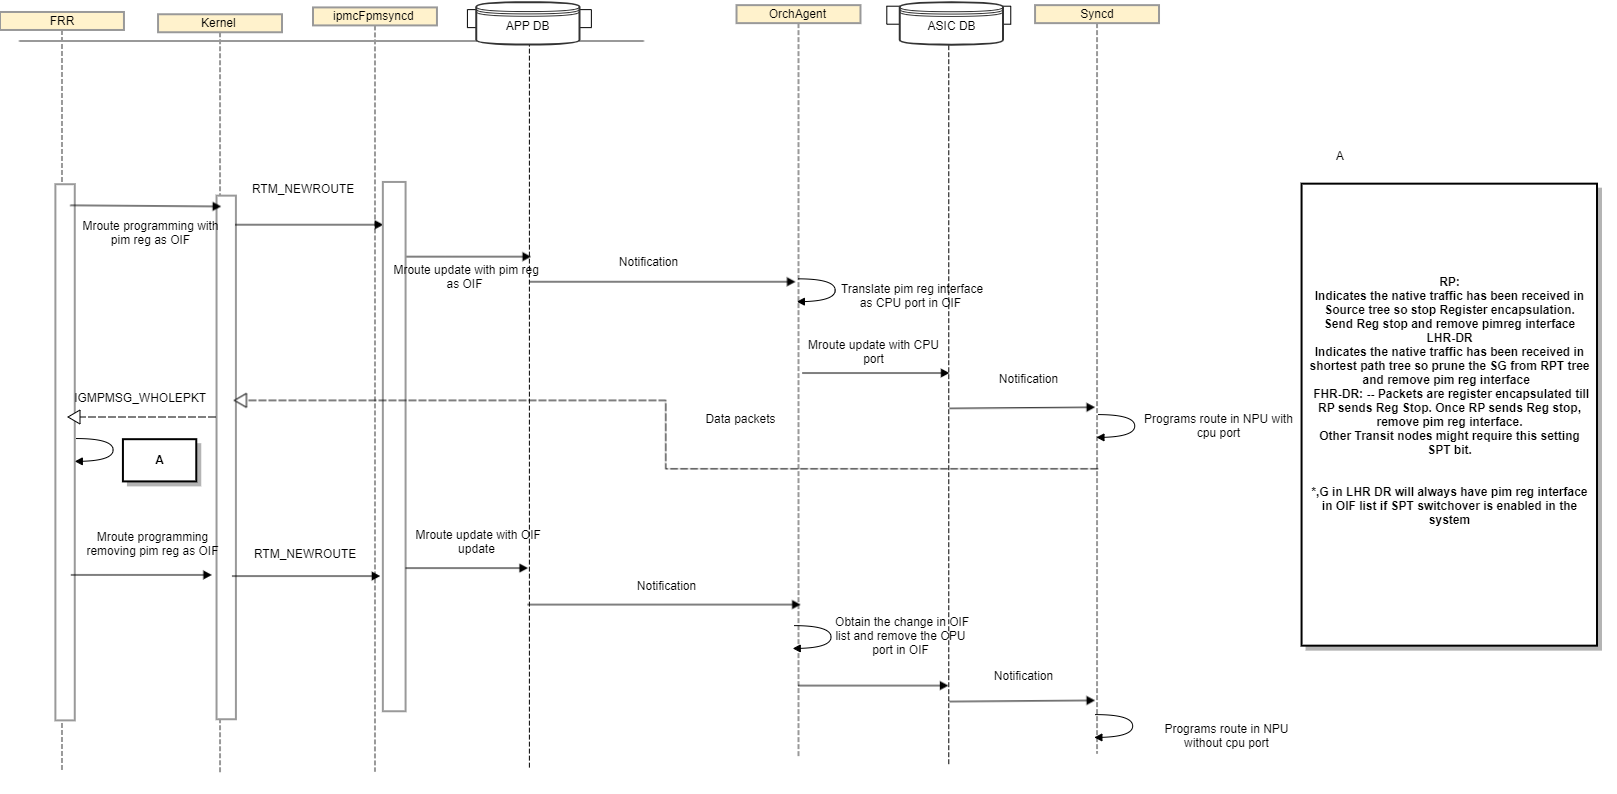 FRR
Kernel
ipmcFpmsyncd
APP DB
OrchAgent
ASIC DB
Syncd
A
RTM_NEWROUTE
Mroute programming with
pim reg as OIF
Mroute update with pim reg
as OIF
Notification
Translate pim reg interface
as CPU port in OIF
Mroute update with CPU
port
Notification
IGMPMSG_WHOLEPKT
Data packets
Programs route in NPU with
cpu port
A
Mroute programming
removing pim reg as OIF
RTM_NEWROUTE
Mroute update with OIF
update
Notification
Obtain the change in OIF
list and remove the CPU
port in OIF
Notification
Programs route in NPU
without cpu port
RP:
Indicates the native traffic has been received in
Source tree so stop Register encapsulation.
Send Reg stop and remove pimreg interface
LHR-DR
Indicates the native traffic has been received in
shortest path tree so prune the SG from RPT tree
and remove pim reg interface
FHR-DR: -- Packets are register encapsulated till
RP sends Reg Stop. Once RP sends Reg stop,
remove pim reg interface.
Other Transit nodes might require this setting
SPT bit.
*,G in LHR DR will always have pim reg interface
in OIF list if SPT switchover is enabled in the
system